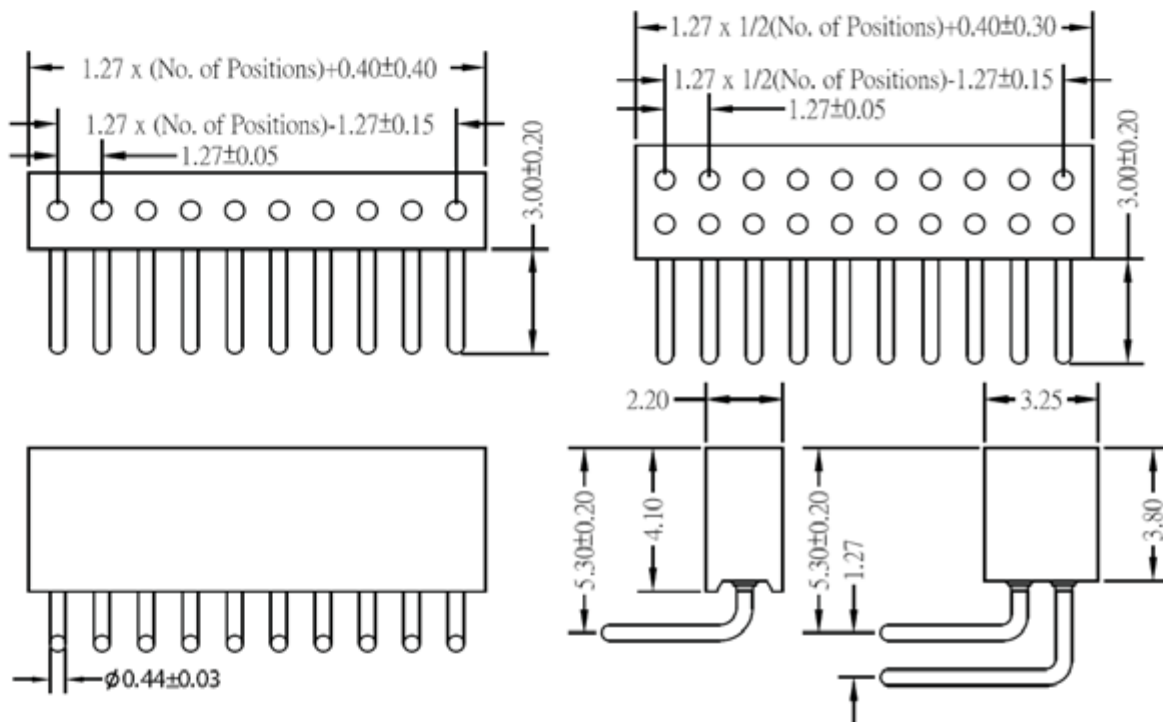 1.27 x (No. of Positions)+0.40±0.40
1.27 x (No. of Positions)-1.27±0.15
1.27±0.05
3.00±0.20
1.27 x 1/2(No. of Positions)+0.40±0.30
1.27 x 1/2(No. of Positions)-1.27±0.15
1.27±0.05
3.00±0.20
2.20
3.25
5.30±0.20
4.10
5.30±0.20
1.27
3.80
ϕ0.44±0.03